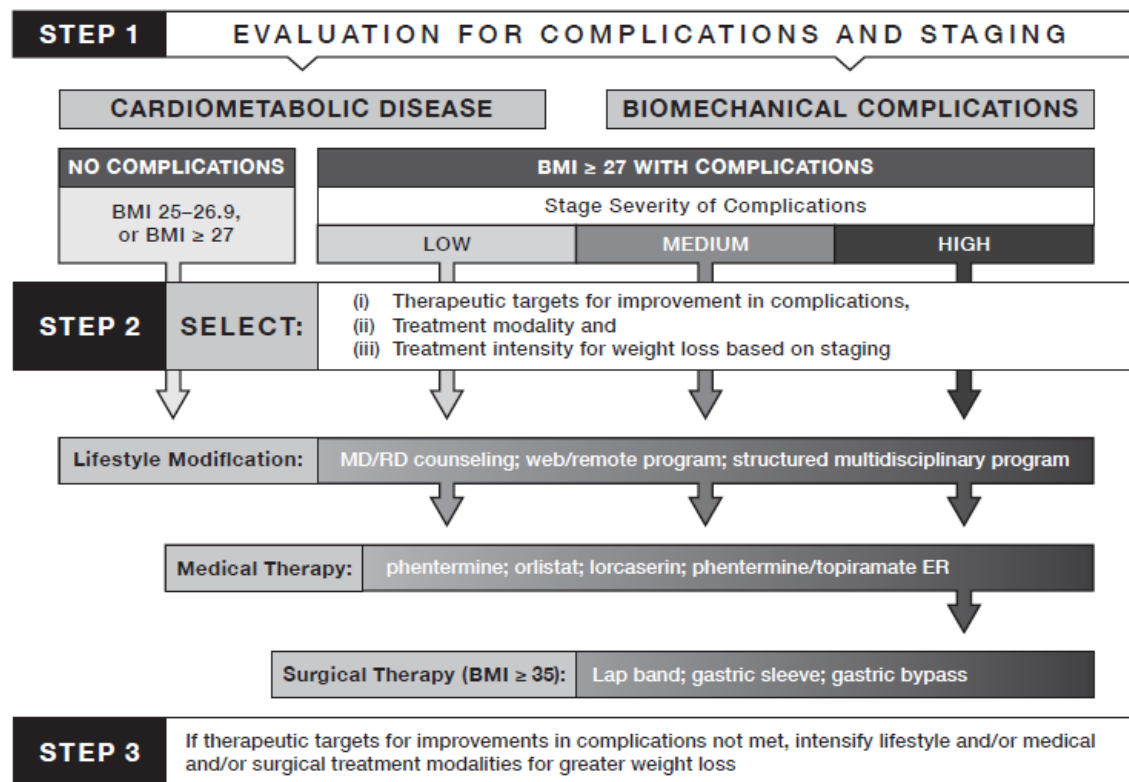 STEP 1
EVALUATION FOR COMPLICATIONS AND STAGING
CARDIOMETABOLIC DISEASE
BIOMECHANICAL COMPLICATIONS
NO COMPLICATIONS
BMI 25–26.9,
or BMI ≥ 27
BMI ≥ 27 WITH COMPLICATIONS
Stage Severity of Complications
LOW
MEDIUM
HIGH
STEP 2
SELECT:
(i) Therapeutic targets for improvement in complications,
(ii) Treatment modality and
(iii) Treatment intensity for weight loss based on staging
Lifestyle Modification:
MD/RD counseling; web/remote program; structured multidisciplinary program
Medical Therapy:
phentermine; orlistat; lorcaserin; phentermine/topiramate ER
Surgical Therapy (BMI ≥ 35):
Lap band; gastric sleeve; gastric bypass
STEP 3
If therapeutic targets for improvements in complications not met, intensify lifestyle and/or medical
and/or surgical treatment modalities for greater weight loss